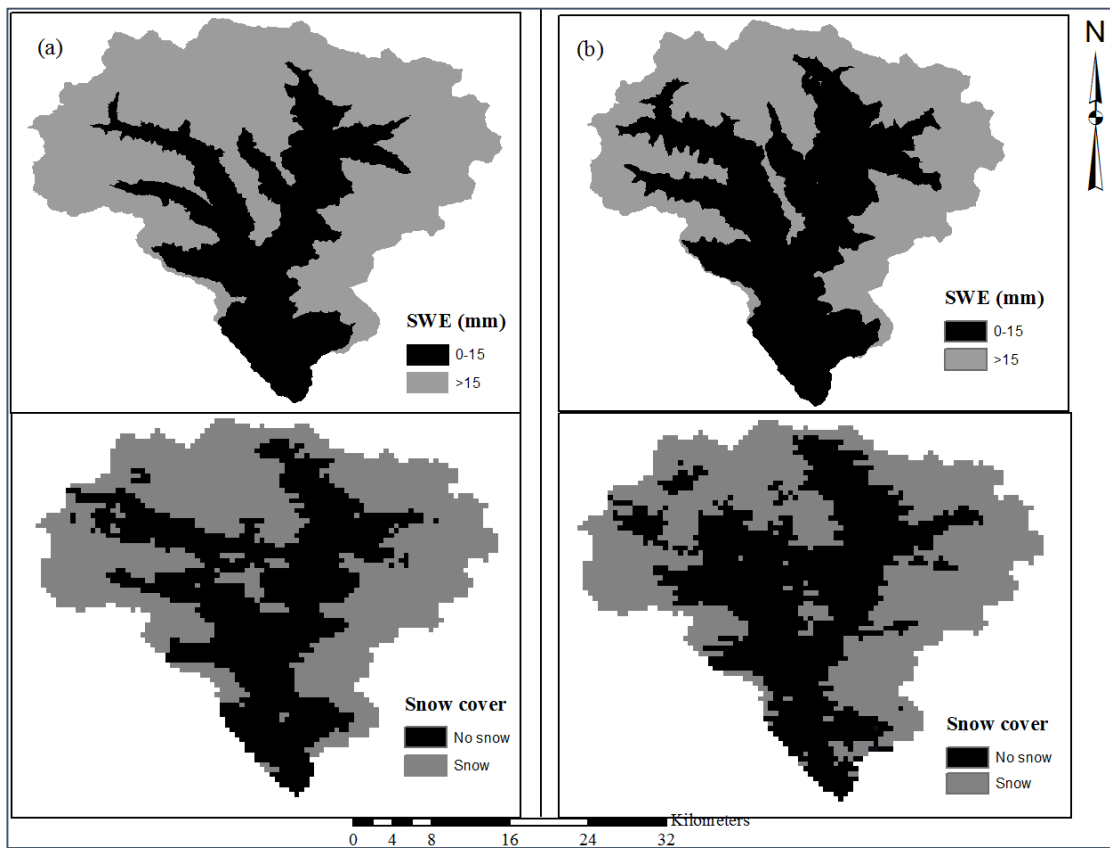 (a)
SWE (mm)
0-15
>15
(b)
SWE (mm)
0-15
>15
N
Snow cover
No snow
Snow
Snow cover
No snow
Snow
Kilometers
0 4 8 16 24 32